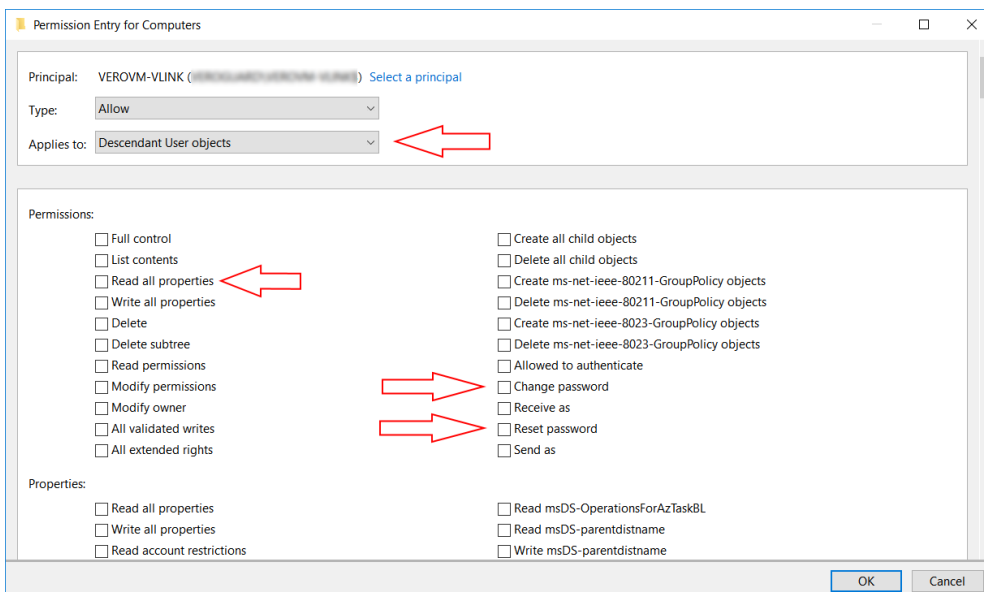 Permission Entry for Computers
Principal: VEROVM-VLINK ( ) Select a principal
Type: Allow
Applies to: Descendant User objects
Permissions:
Full control
List contents
Read all properties
Write all properties
Delete
Delete subtree
Read permissions
Modify permissions
Modify owner
All validated writes
All extended rights
Create all child objects
Delete all child objects
Create ms-net-ieee-80211-GroupPolicy objects
Delete ms-net-ieee-80211-GroupPolicy objects
Create ms-net-ieee-8023-GroupPolicy objects
Delete ms-net-ieee-8023-GroupPolicy objects
Allowed to authenticate
Change password
Receive as
Reset password
Send as
Properties:
Read all properties
Write all properties
Read account restrictions
Read msDS-OperationsForAzTaskBL
Read msDS-parentdistname
Write msDS-parentdistname
OK
Cancel